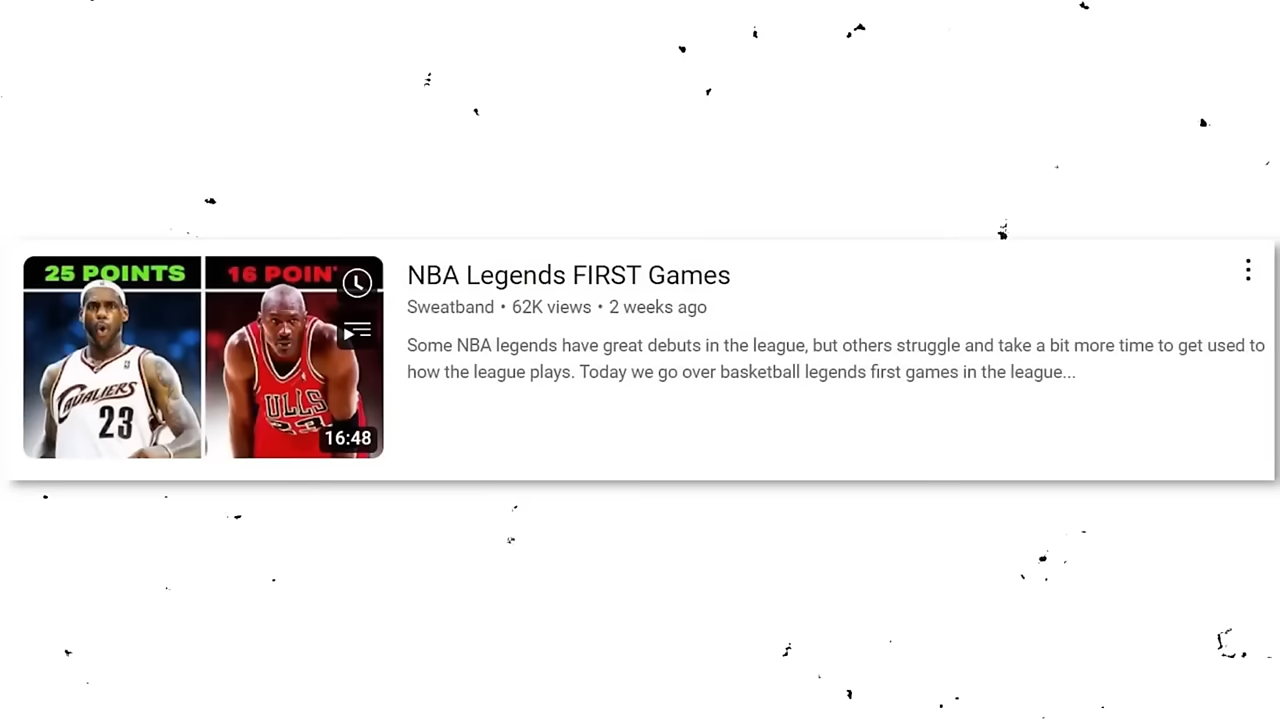 25 POINTS
16 POIN
CAVALIERS
23
ULLS
23
16:48
NBA Legends FIRST Games
Sweatband • 62K views • 2 weeks ago
Some NBA legends have great debuts in the league, but others struggle and take a bit more time to get used to
how the league plays. Today we go over basketball legends first games in the league...